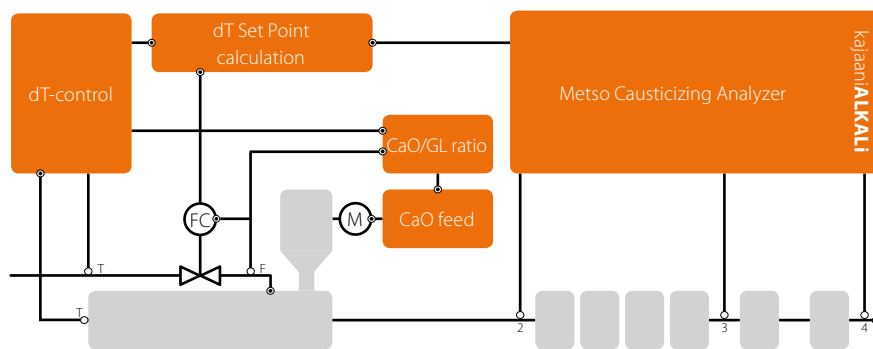 dT Set Point
calculation
dT-control
Metso Causticizing Analyzer
kajaaniALKALi
CaO/GL ratio
CaO feed
FC
M
T
F
T
2
3
4